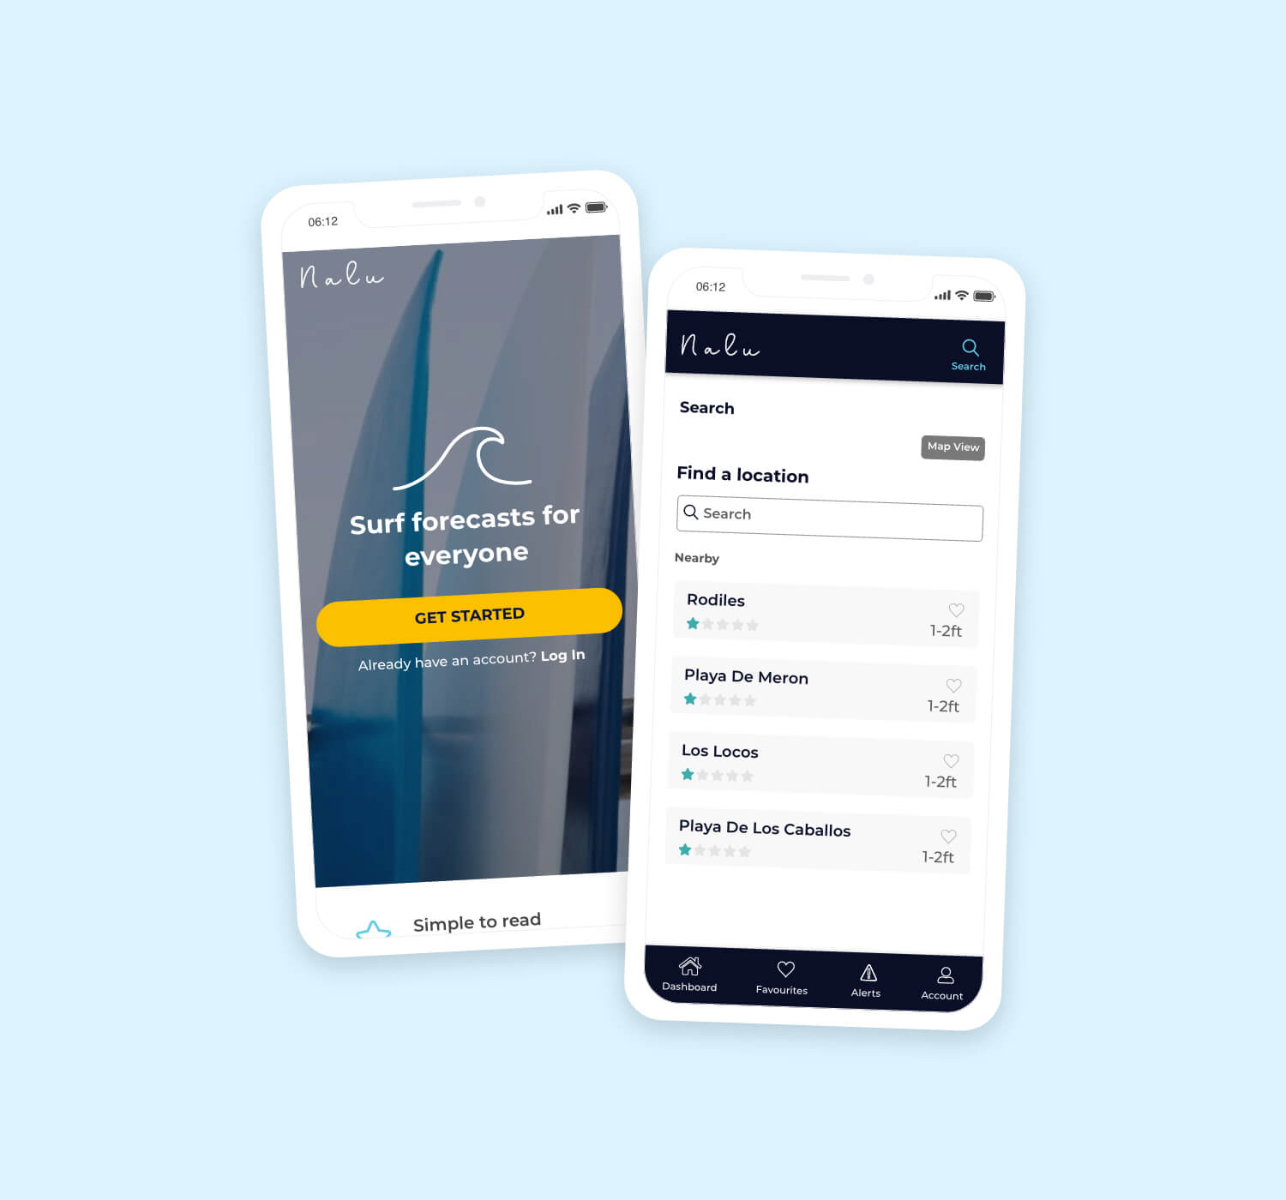 06:12
Nalu
Surf forecasts for
everyone
GET STARTED
Already have an account? Log In
Simple to read
06:12
Nalu
Search
Search
Map View
Find a location
Search
Nearby
Rodiles
1-2ft
Playa De Meron
1-2ft
Los Locos
1-2ft
Playa De Los Caballos
1-2ft
Dashboard
Favourites
Alerts
Account